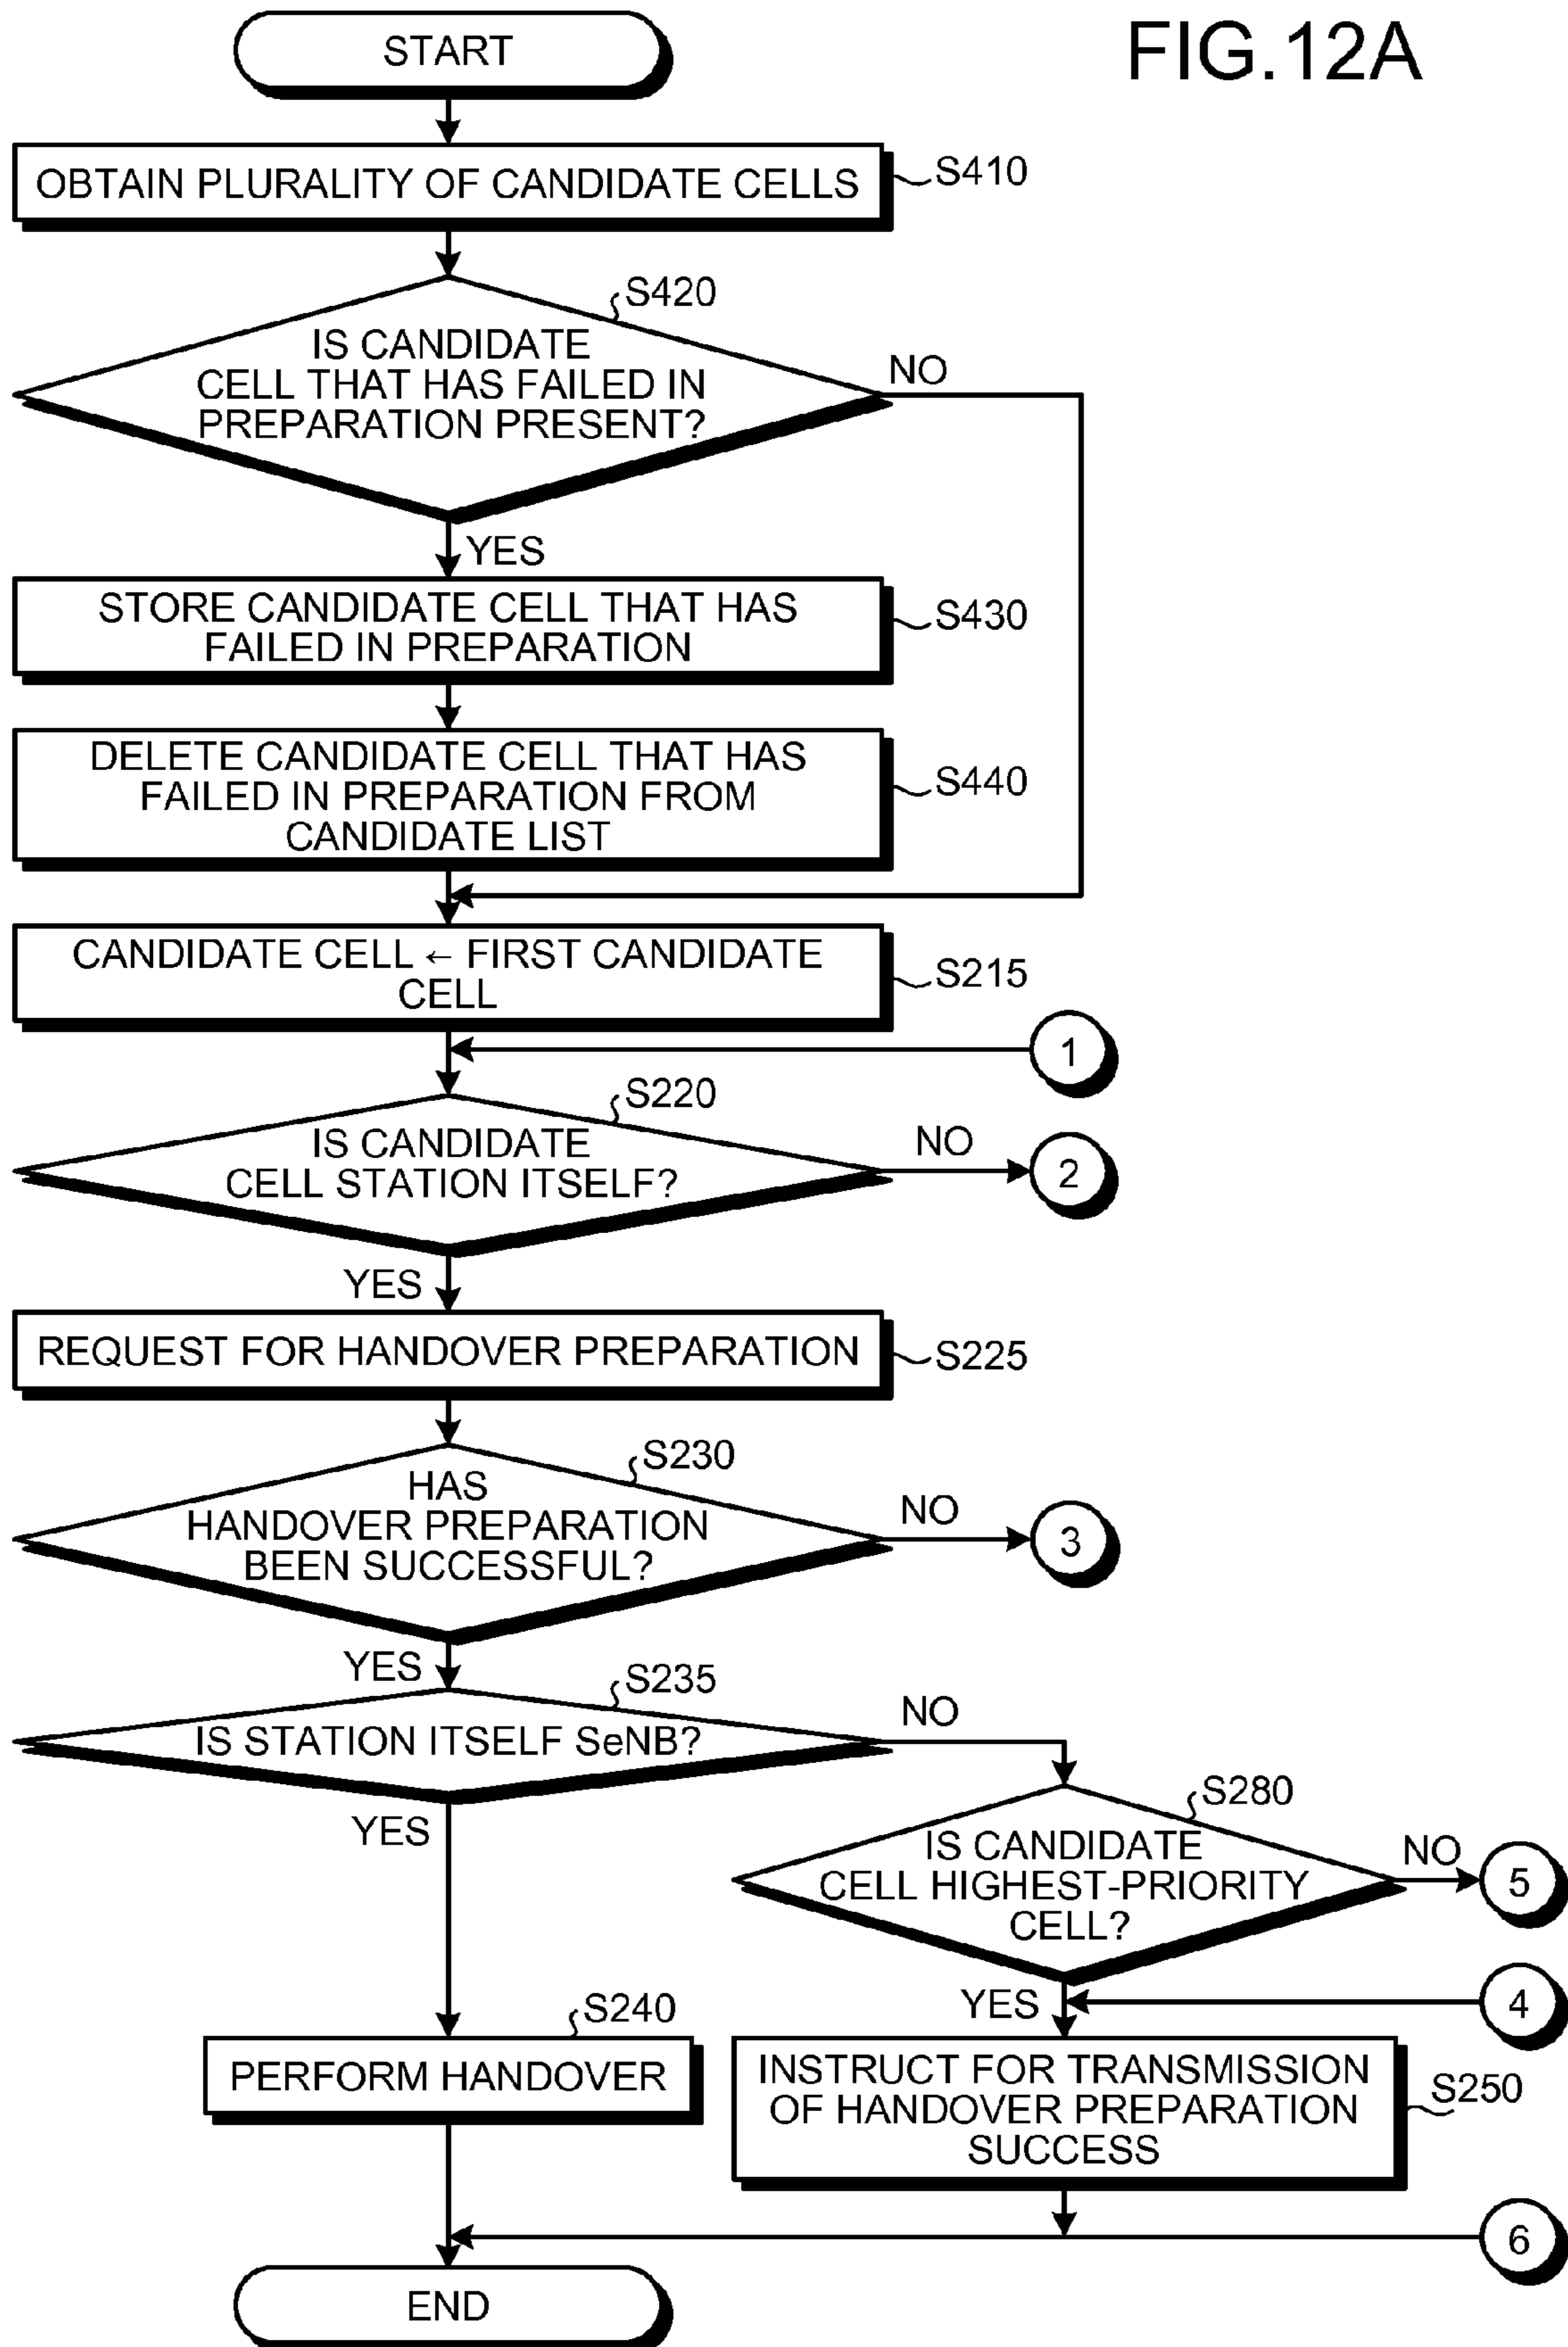 FIG.12A
START
OBTAIN PLURALITY OF CANDIDATE CELLS
S410
S420
IS CANDIDATE
CELL THAT HAS FAILED IN
PREPARATION PRESENT?
NO
YES
STORE CANDIDATE CELL THAT HAS
FAILED IN PREPARATION
S430
DELETE CANDIDATE CELL THAT HAS
FAILED IN PREPARATION FROM
CANDIDATE LIST
S440
CANDIDATE CELL ← FIRST CANDIDATE
CELL
S215
1
S220
IS CANDIDATE
CELL STATION ITSELF?
NO
2
YES
REQUEST FOR HANDOVER PREPARATION
S225
S230
HAS
HANDOVER PREPARATION
BEEN SUCCESSFUL?
NO
3
YES
S235
IS STATION ITSELF SeNB?
NO
YES
S280
IS CANDIDATE
CELL HIGHEST-PRIORITY
CELL?
NO
5
YES
4
S240
PERFORM HANDOVER
INSTRUCT FOR TRANSMISSION
OF HANDOVER PREPARATION
SUCCESS
S250
6
END